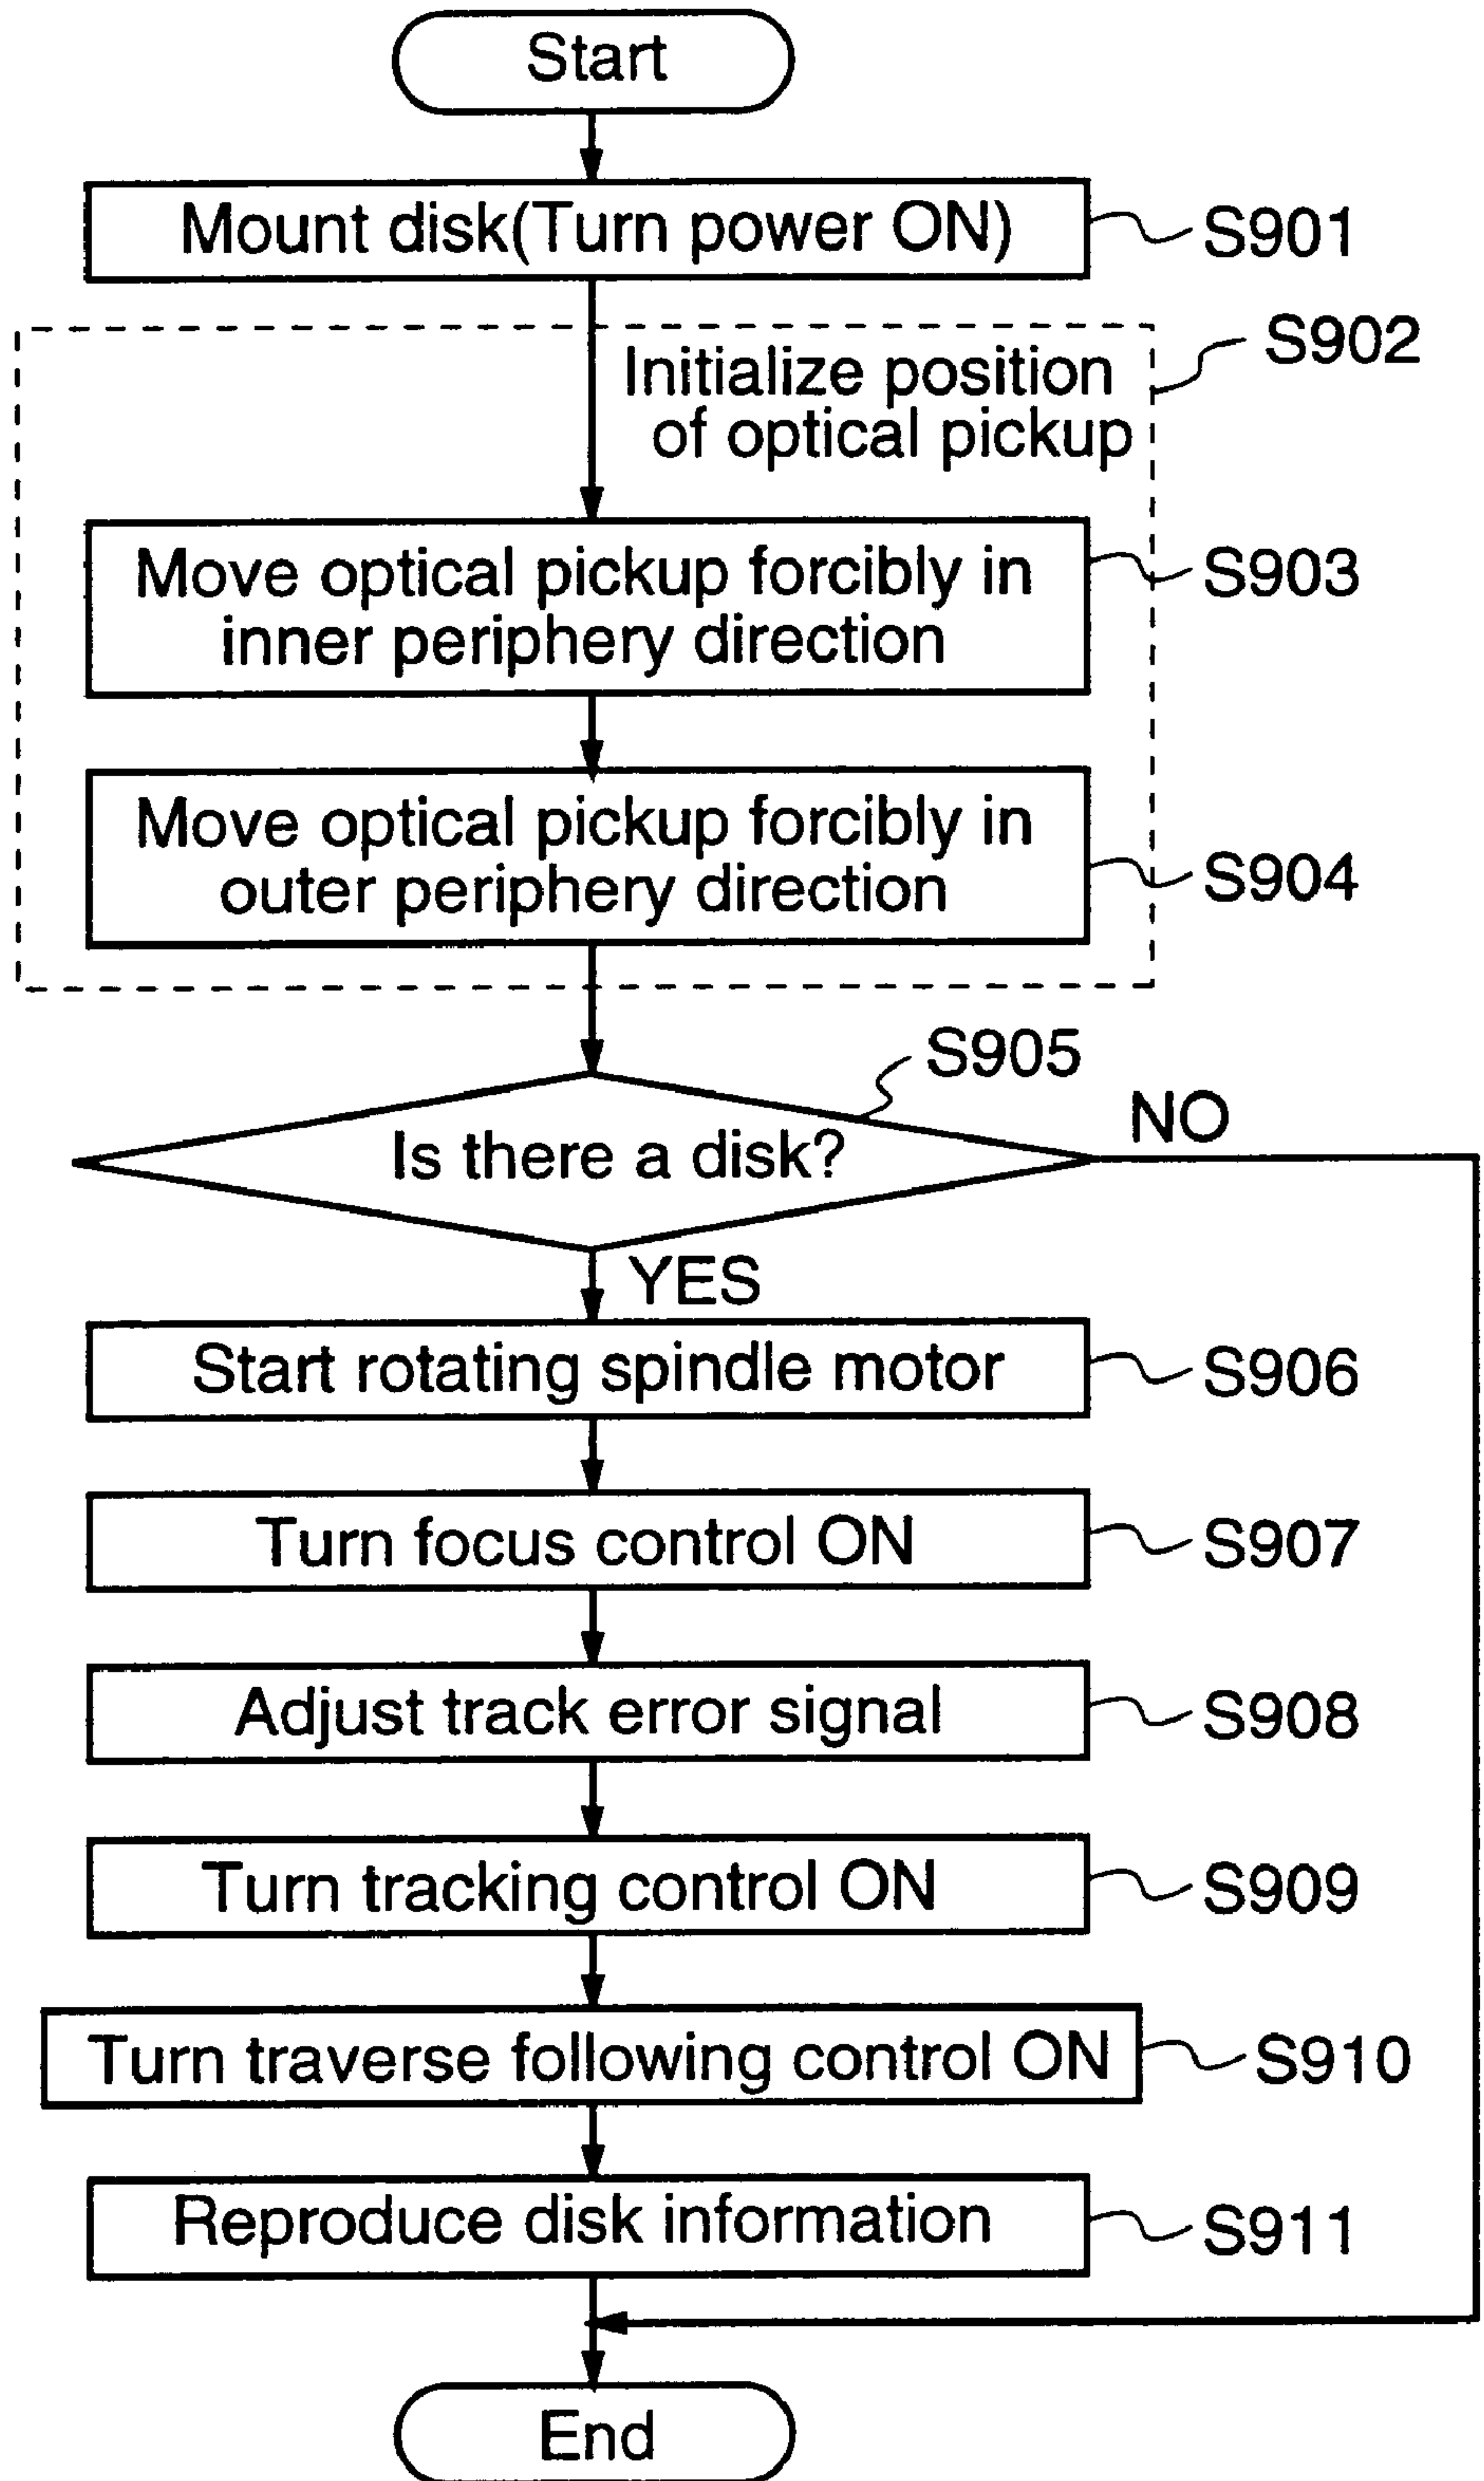 Start
Mount disk(Turn power ON)
S901
S902
Initialize position
of optical pickup
Move optical pickup forcibly in
inner periphery direction
S903
Move optical pickup forcibly in
outer periphery direction
S904
S905
Is there a disk?
NO
YES
Start rotating spindle motor
S906
Turn focus control ON
S907
Adjust track error signal
S908
Turn tracking control ON
S909
Turn traverse following control ON
S910
Reproduce disk information
S911
End